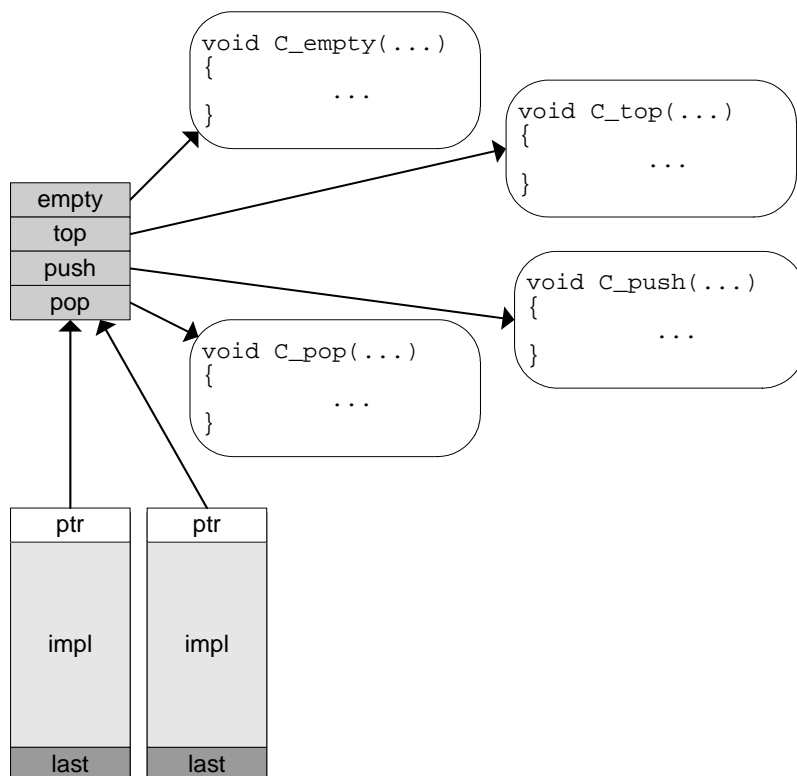 void C_empty(...)
{
...
}
void C_top(...)
{
...
}
empty
top
push
pop
void C_push(...)
{
...
}
void C_pop(...)
{
...
}
ptr
ptr
impl
impl
last
last